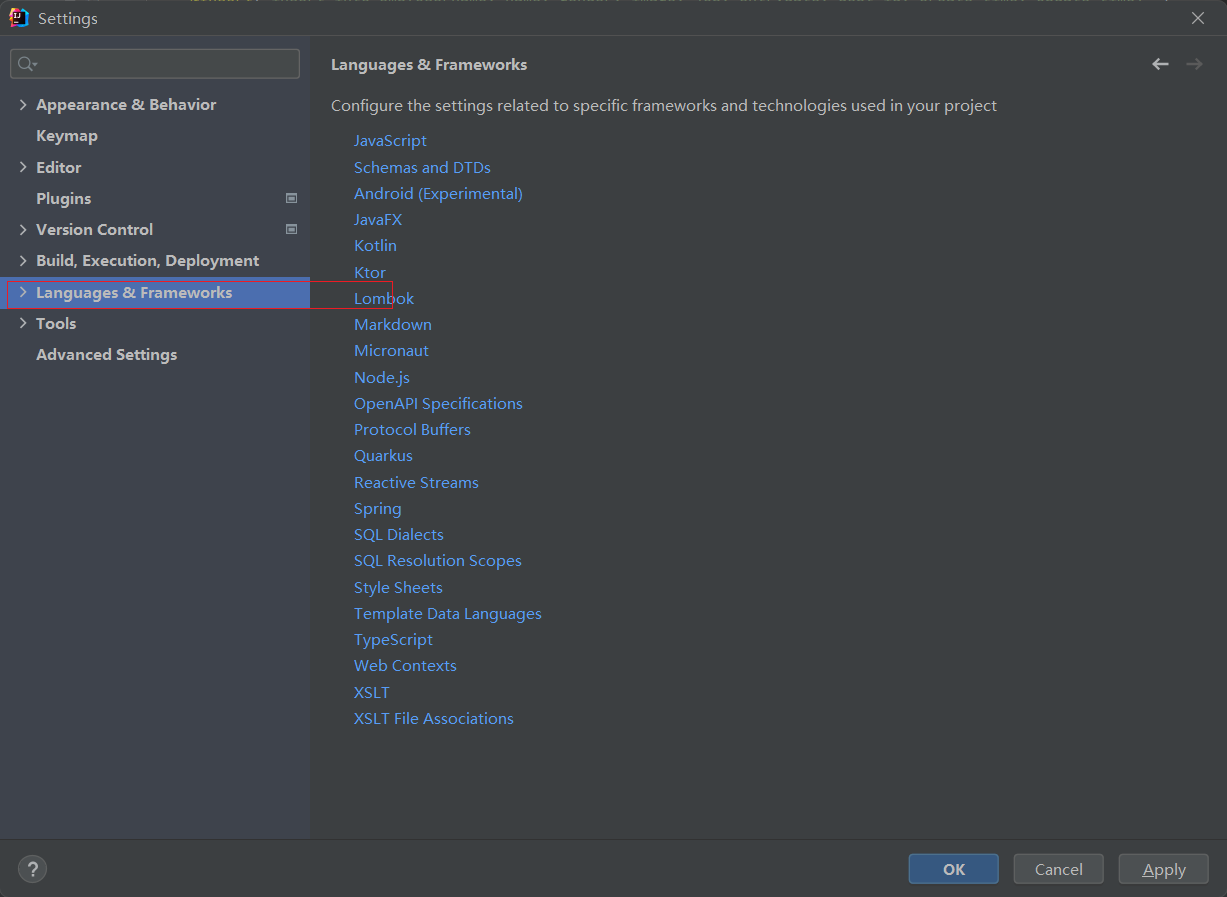 Settings
Appearance & Behavior
Keymap
Editor
Plugins
Version Control
Build, Execution, Deployment
Languages & Frameworks
Tools
Advanced Settings
Languages & Frameworks
Configure the settings related to specific frameworks and technologies used in your project
JavaScript
Schemas and DTDs
Android (Experimental)
JavaFX
Kotlin
Ktor
Lombok
Markdown
Micronaut
Node.js
OpenAPI Specifications
Protocol Buffers
Quarkus
Reactive Streams
Spring
SQL Dialects
SQL Resolution Scopes
Style Sheets
Template Data Languages
TypeScript
Web Contexts
XSLT
XSLT File Associations
?
OK
Cancel
Apply